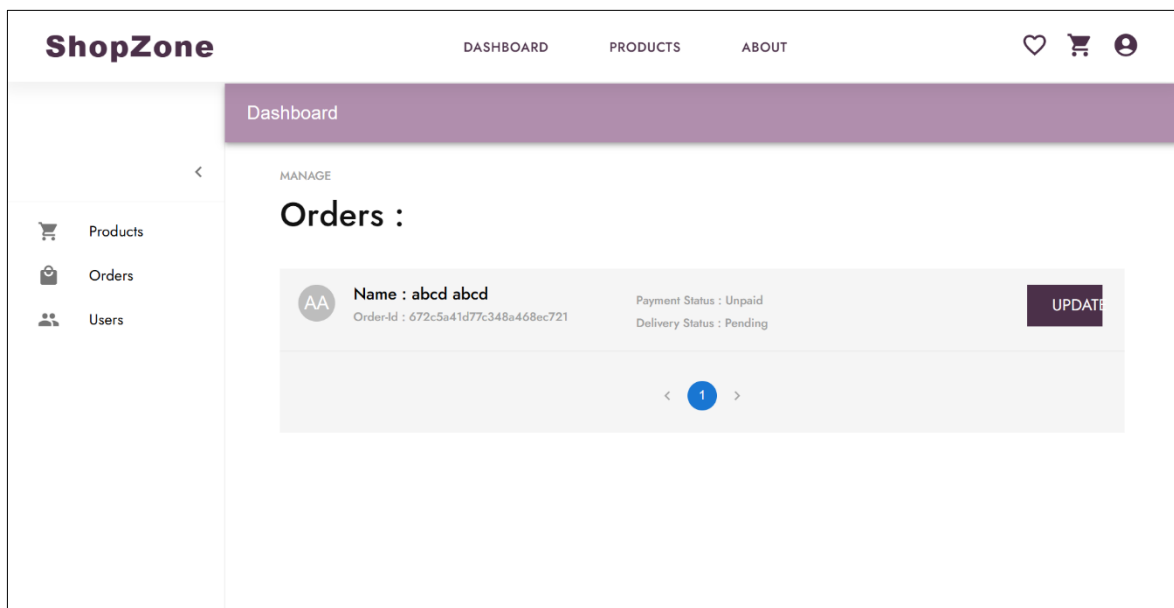 ShopZone
DASHBOARD PRODUCTS ABOUT
Dashboard
MANAGE
Orders :
Products
Orders
Users
AA
Name : abcd abcd
Order-Id : 672c5a41d77c348a468ec721
Payment Status : Unpaid
Delivery Status : Pending
UPDATE
1